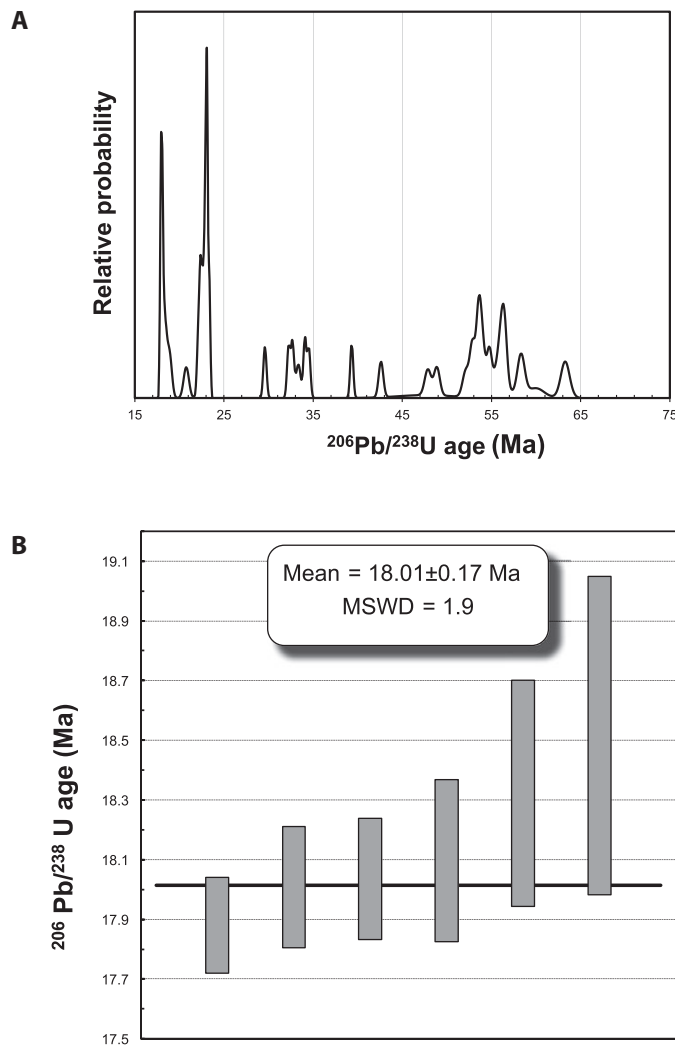 A
Relative probability
15 25 35 45 55 65 75
²⁰⁶Pb/²³⁸U age (Ma)
B
Mean = 18.01±0.17 Ma
MSWD = 1.9
²⁰⁶ Pb/²³⁸ U age (Ma)
19.1
18.9
18.7
18.5
18.3
18.1
17.9
17.7
17.5